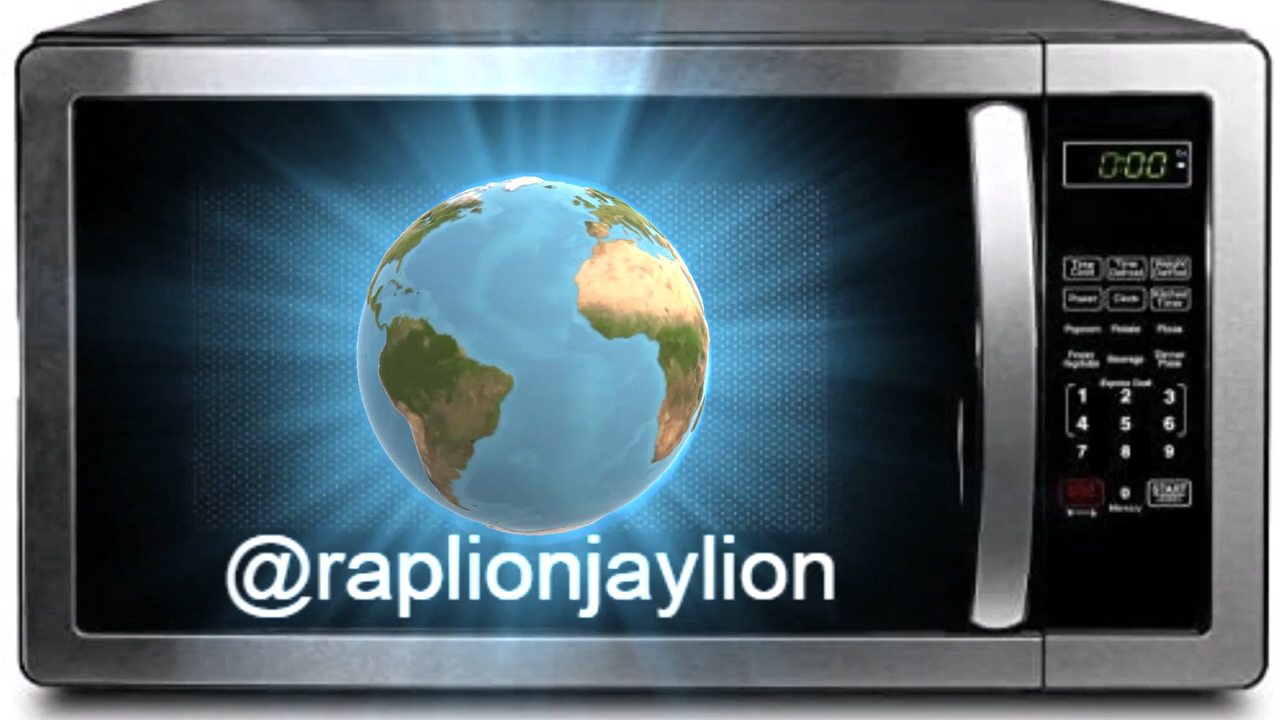 0:00
@raplionjaylion
Popcorn Potato Pizza
Beverage
Express Cook
1 2 3
4 5 6
7 8 9
0 START
Memory